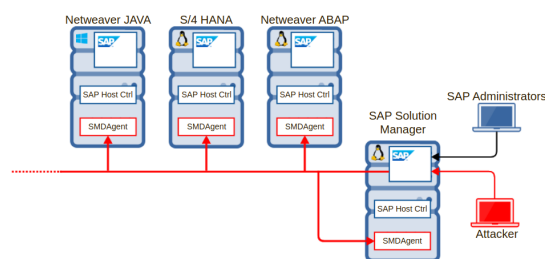 Netweaver JAVA
S/4 HANA
Netweaver ABAP
SAP
SAP
SAP
SAP Host Ctrl
SAP Host Ctrl
SAP Host Ctrl
SMDAgent
SMDAgent
SMDAgent
SAP Solution
Manager
SAP Administrators
SAP
SAP Host Ctrl
SMDAgent
Attacker